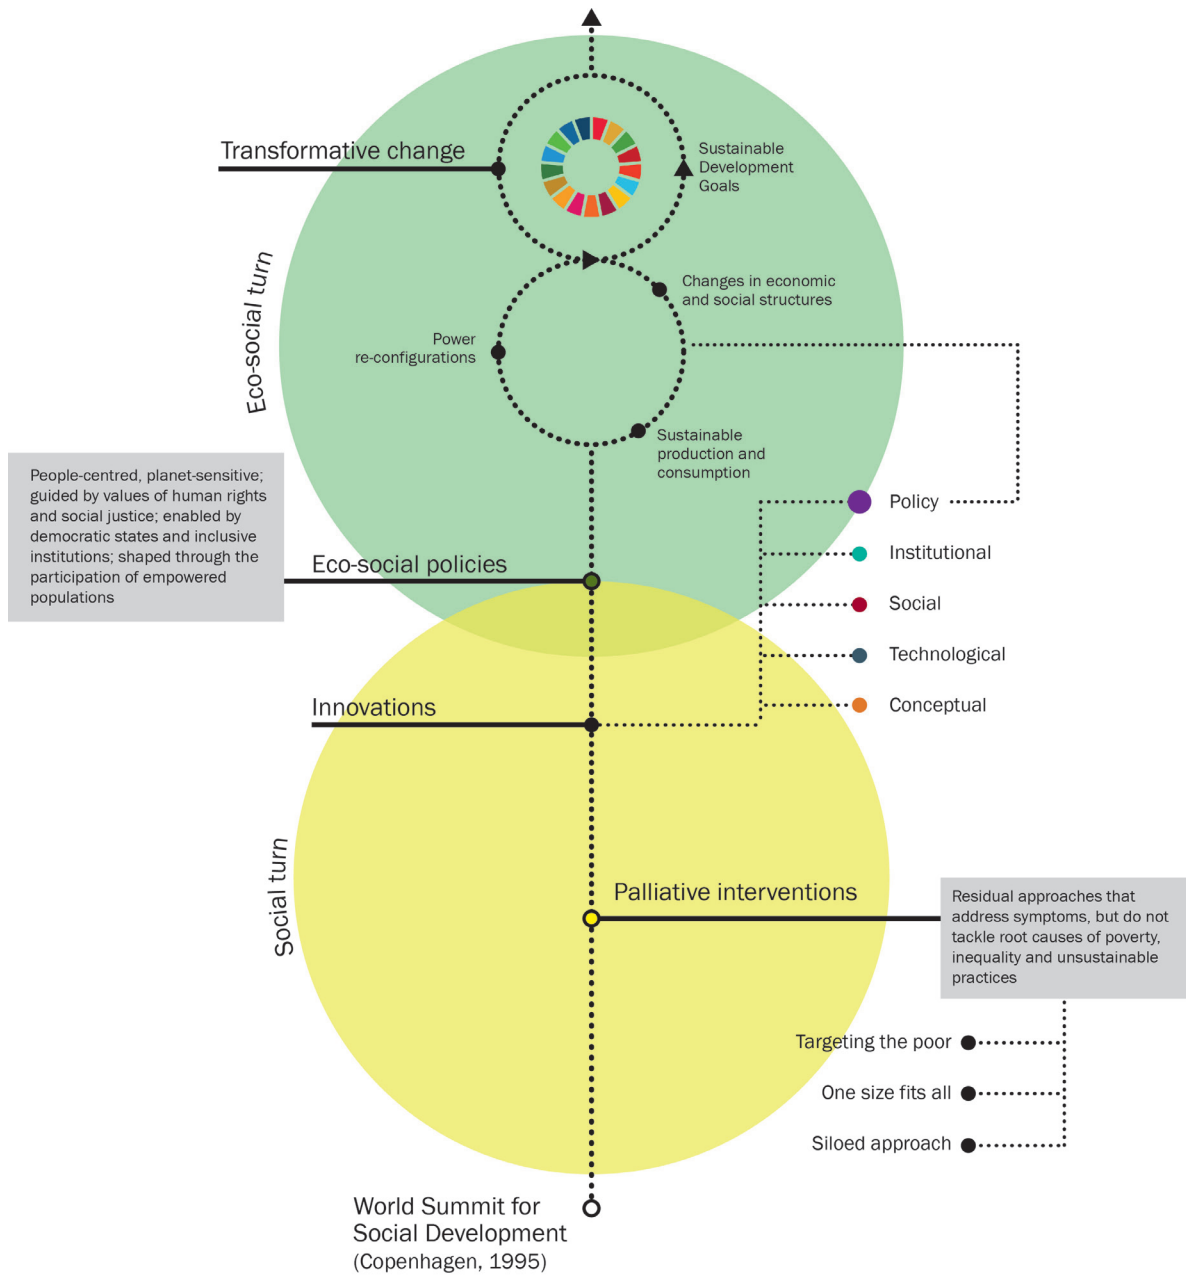 Transformative change
Sustainable
Development
Goals
Eco-social turn
Changes in economic
and social structures
Power
re-configurations
Sustainable
production and
consumption
People-centred, planet-sensitive;
guided by values of human rights
and social justice; enabled by
democratic states and inclusive
institutions; shaped through the
participation of empowered
populations
Eco-social policies
Policy
Institutional
Social
Technological
Conceptual
Innovations
Social turn
Palliative interventions
Residual approaches that
address symptoms, but do not
tackle root causes of poverty,
inequality and unsustainable
practices
Targeting the poor
One size fits all
Siloed approach
World Summit for
Social Development
(Copenhagen, 1995)